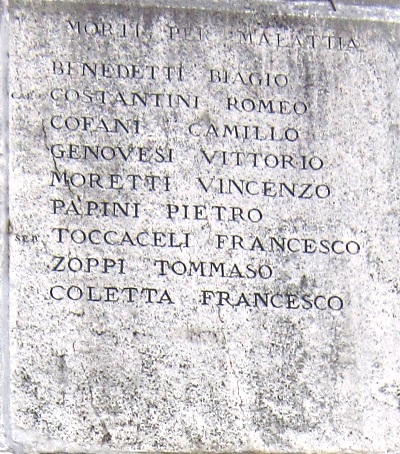 MORTI PER MALATTIA
BENEDETTI BIAGIO
COSTANTINI ROMEO
COFANI CAMILLO
GENOVESI VITTORIO
MORETTI VINCENZO
PAPINI PIETRO
SER. TOCCACELI FRANCESCO
ZOPPI TOMMASO
COLETTA FRANCESCO